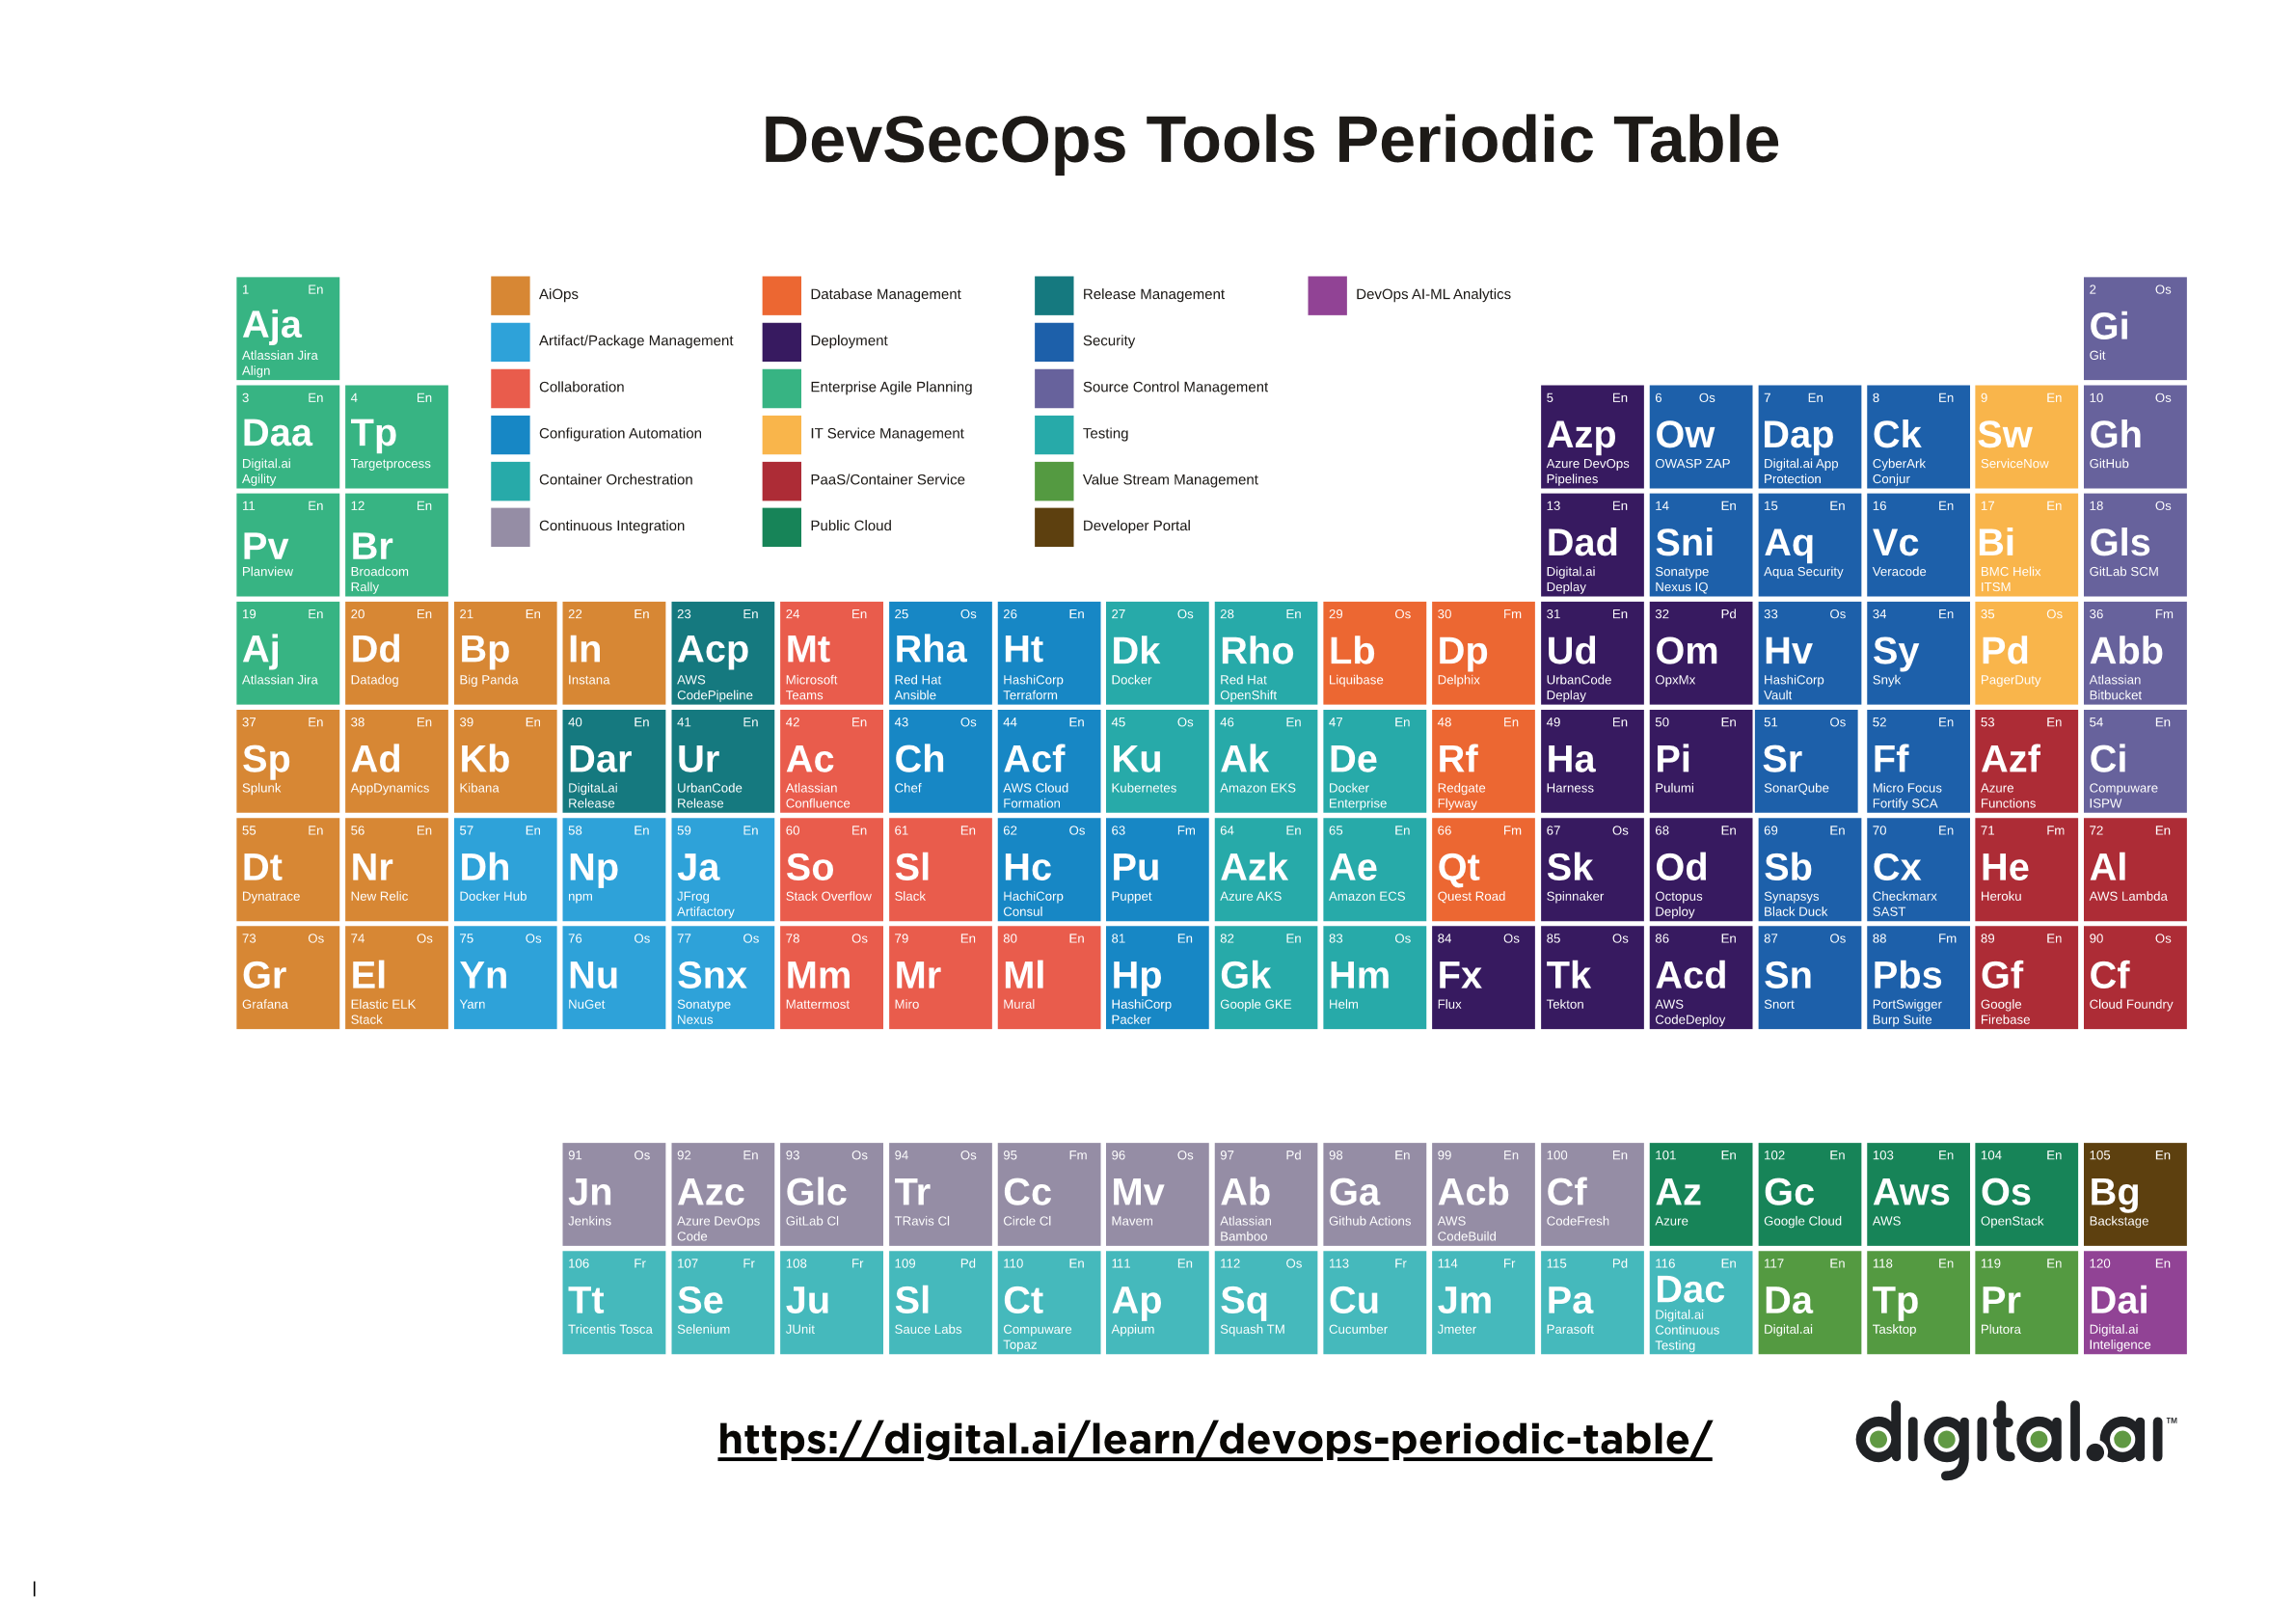 DevSecOps Tools Periodic Table
1 En
Aja
Atlassian Jira
Align
AiOps
Artifact/Package Management
Collaboration
Configuration Automation
Container Orchestration
Continuous Integration
Database Management
Deployment
Enterprise Agile Planning
IT Service Management
PaaS/Container Service
Public Cloud
Release Management
Security
Source Control Management
Testing
Value Stream Management
Developer Portal
DevOps AI-ML Analytics
2 Os
Gi
Git
3 En
Daa
Digital.ai
Agility
4 En
Tp
Targetprocess
5 En
Azp
Azure DevOps
Pipelines
6 Os
Ow
OWASP ZAP
7 En
Dap
Digital.ai App
Protection
8 En
Ck
CyberArk
Conjur
9 En
Sw
ServiceNow
10 Os
Gh
GitHub
11 En
Pv
Planview
12 En
Br
Broadcom
Rally
13 En
Dad
Digital.ai
Deplay
14 En
Sni
Sonatype
Nexus IQ
15 En
Aq
Aqua Security
16 En
Vc
Veracode
17 En
Bi
BMC Helix
ITSM
18 Os
Gls
GitLab SCM
19 En
Aj
Atlassian Jira
20 En
Dd
Datadog
21 En
Bp
Big Panda
22 En
In
Instana
23 En
Acp
AWS
CodePipeline
24 En
Mt
Microsoft
Teams
25 Os
Rha
Red Hat
Ansible
26 En
Ht
HashiCorp
Terraform
27 Os
Dk
Docker
28 En
Rho
Red Hat
OpenShift
29 Os
Lb
Liquibase
30 Fm
Dp
Delphix
31 En
Ud
UrbanCode
Deplay
32 Pd
Om
OpxMx
33 Os
Hv
HashiCorp
Vault
34 En
Sy
Snyk
35 Os
Pd
PagerDuty
36 Fm
Abb
Atlassian
Bitbucket
37 En
Sp
Splunk
38 En
Ad
AppDynamics
39 En
Kb
Kibana
40 En
Dar
DigitaLai
Release
41 En
Ur
UrbanCode
Release
42 En
Ac
Atlassian
Confluence
43 Os
Ch
Chef
44 En
Acf
AWS Cloud
Formation
45 Os
Ku
Kubernetes
46 En
Ak
Amazon EKS
47 En
De
Docker
Enterprise
48 En
Rf
Redgate
Flyway
49 En
Ha
Harness
50 En
Pi
Pulumi
51 Os
Sr
SonarQube
52 En
Ff
Micro Focus
Fortify SCA
53 En
Azf
Azure
Functions
54 En
Ci
Compuware
ISPW
55 En
Dt
Dynatrace
56 En
Nr
New Relic
57 En
Dh
Docker Hub
58 En
Np
npm
59 En
Ja
JFrog
Artifactory
60 En
So
Stack Overflow
61 En
Sl
Slack
62 Os
Hc
HachiCorp
Consul
63 Fm
Pu
Puppet
64 En
Azk
Azure AKS
65 En
Ae
Amazon ECS
66 Fm
Qt
Quest Road
67 Os
Sk
Spinnaker
68 En
Od
Octopus
Deploy
69 En
Sb
Synapsys
Black Duck
70 En
Cx
Checkmarx
SAST
71 Fm
He
Heroku
72 En
Al
AWS Lambda
73 Os
Gr
Grafana
74 Os
El
Elastic ELK
Stack
75 Os
Yn
Yarn
76 Os
Nu
NuGet
77 Os
Snx
Sonatype
Nexus
78 Os
Mm
Mattermost
79 En
Mr
Miro
80 En
Ml
Mural
81 En
Hp
HashiCorp
Packer
82 En
Gk
Goople GKE
83 Os
Hm
Helm
84 Os
Fx
Flux
85 Os
Tk
Tekton
86 En
Acd
AWS
CodeDeploy
87 Os
Sn
Snort
88 Fm
Pbs
PortSwigger
Burp Suite
89 En
Gf
Google
Firebase
90 Os
Cf
Cloud Foundry
91 Os
Jn
Jenkins
92 En
Azc
Azure DevOps
Code
93 Os
Glc
GitLab Cl
94 Os
Tr
TRavis Cl
95 Fm
Cc
Circle Cl
96 Os
Mv
Mavem
97 Pd
Ab
Atlassian
Bamboo
98 En
Ga
Github Actions
99 En
Acb
AWS
CodeBuild
100 En
Cf
CodeFresh
101 En
Az
Azure
102 En
Gc
Google Cloud
103 En
Aws
AWS
104 En
Os
OpenStack
105 En
Bg
Backstage
106 Fr
Tt
Tricentis Tosca
107 Fr
Se
Selenium
108 Fr
Ju
JUnit
109 Pd
Sl
Sauce Labs
110 En
Ct
Compuware
Topaz
111 En
Ap
Appium
112 Os
Sq
Squash TM
113 Fr
Cu
Cucumber
114 Fr
Jm
Jmeter
115 Pd
Pa
Parasoft
116 En
Dac
Digital.ai
Continuous
Testing
117 En
Da
Digital.ai
118 En
Tp
Tasktop
119 En
Pr
Plutora
120 En
Dai
Digital.ai
Inteligence
https://digital.ai/learn/devops-periodic-table/
digital.ai™
|